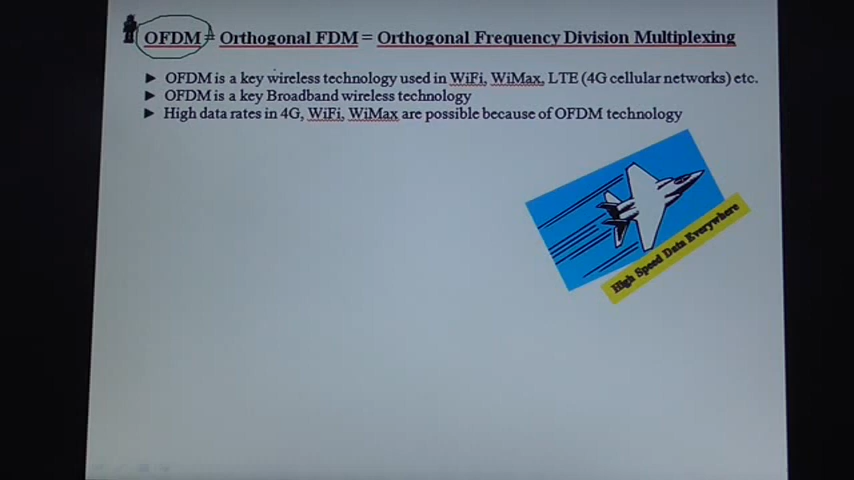 OFDM = Orthogonal FDM = Orthogonal Frequency Division Multiplexing
► OFDM is a key wireless technology used in WiFi, WiMax, LTE (4G cellular networks) etc.
► OFDM is a key Broadband wireless technology
► High data rates in 4G, WiFi, WiMax are possible because of OFDM technology
High Speed Data Everywhere